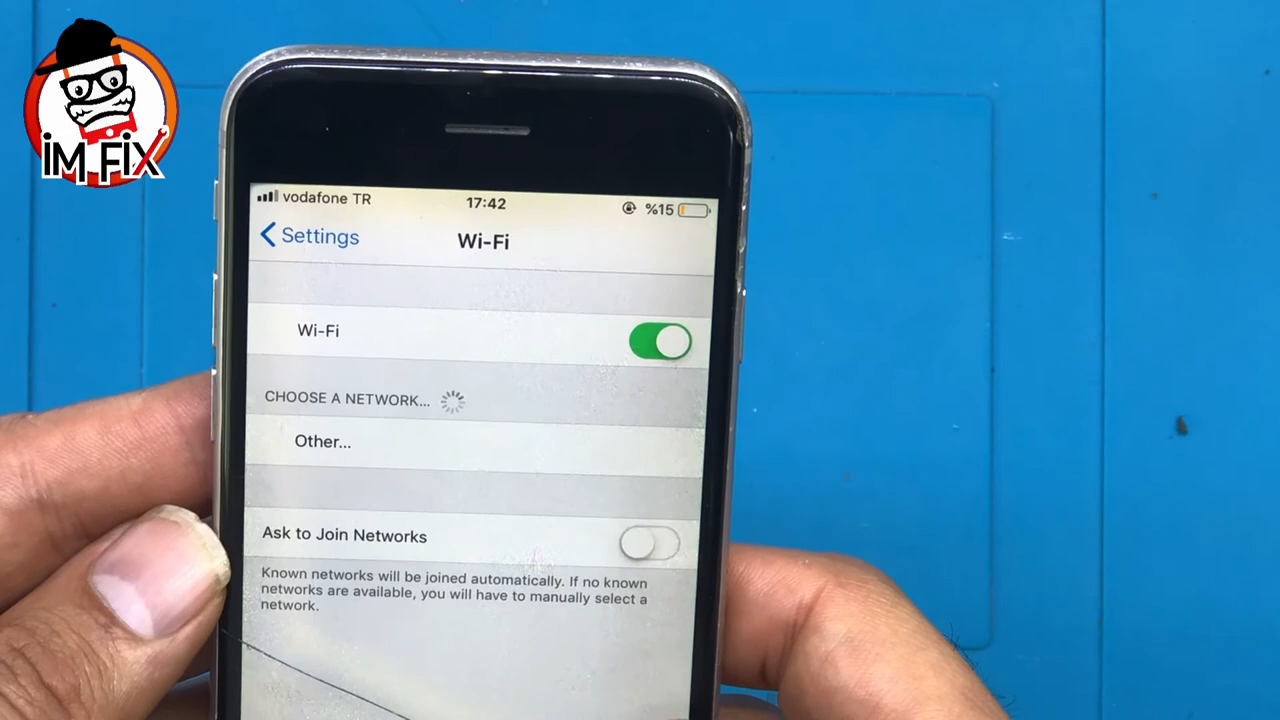 iM FiX
vodafone TR
17:42
%15
Settings
Wi-Fi
Wi-Fi
CHOOSE A NETWORK...
Other...
Ask to Join Networks
Known networks will be joined automatically. If no known
networks are available, you will have to manually select a
network.